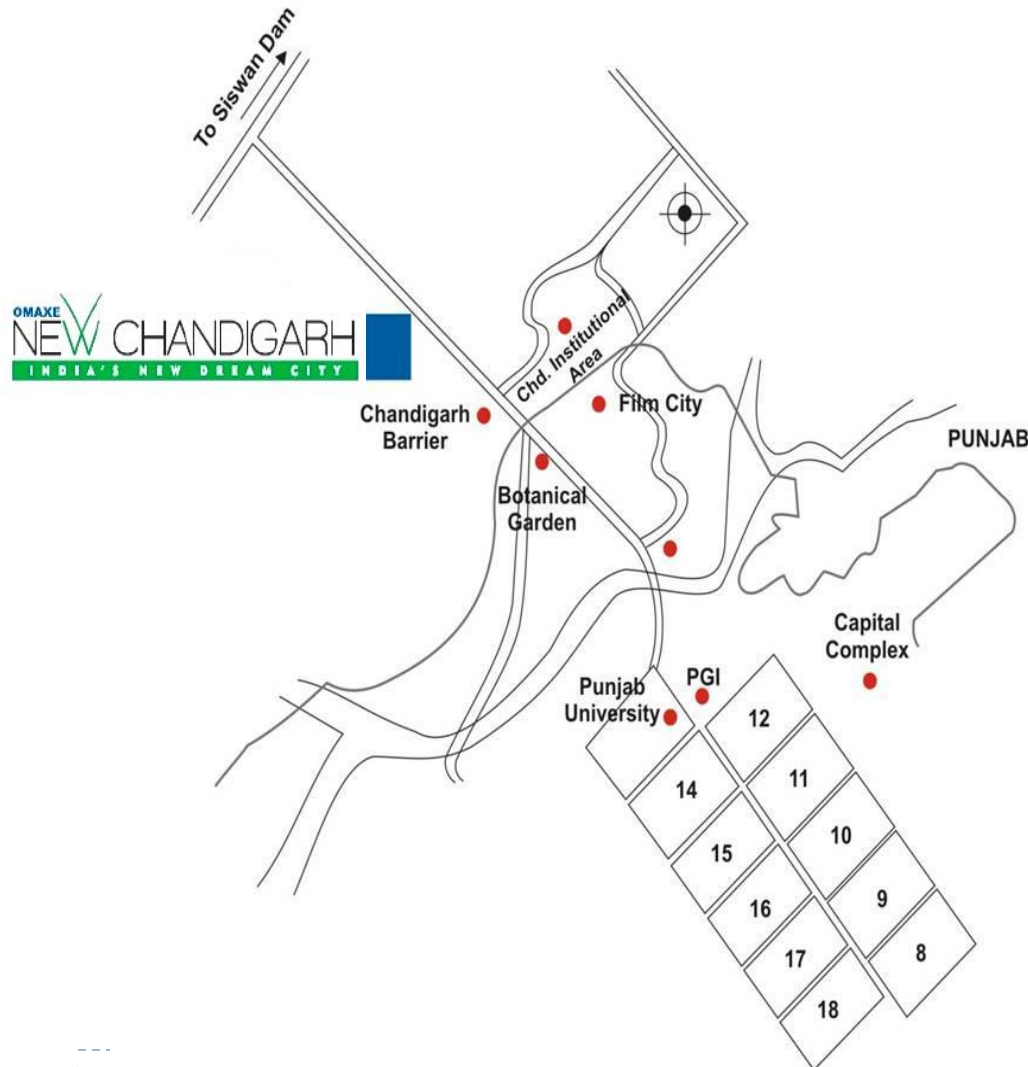 To Siswan Dam
OMAXE
NEW CHANDIGARH
INDIA'S NEW DREAM CITY
Chd. Institutional
Area
Chandigarh
Barrier
Film City
Botanical
Garden
PUNJAB
Capital
Complex
PGI
Punjab
University
12
14
11
15
10
16
9
17
8
18